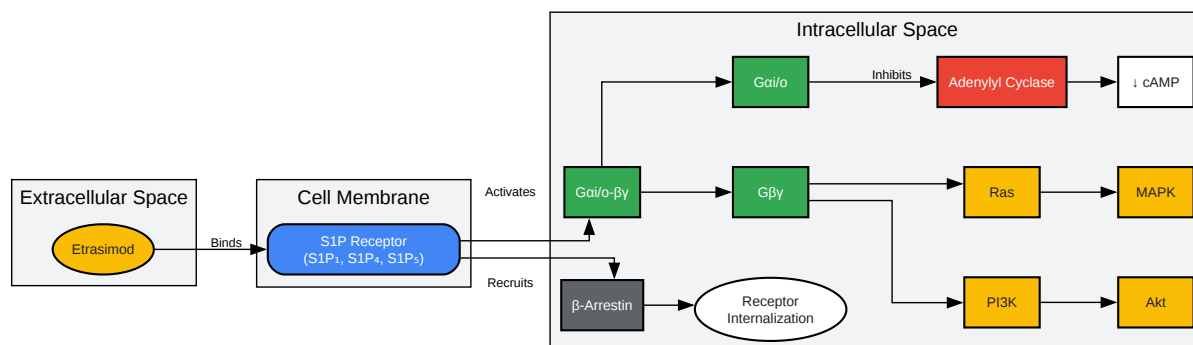 Extracellular Space
Etrasimod
Binds
Cell Membrane
S1P Receptor
(S1P₁, S1P₄, S1P₅)
Activates
Recruits
Intracellular Space
Gαi/o
Inhibits
Adenylyl Cyclase
↓ cAMP
Gαi/o-βγ
Gβγ
Ras
MAPK
β-Arrestin
Receptor
Internalization
PI3K
Akt